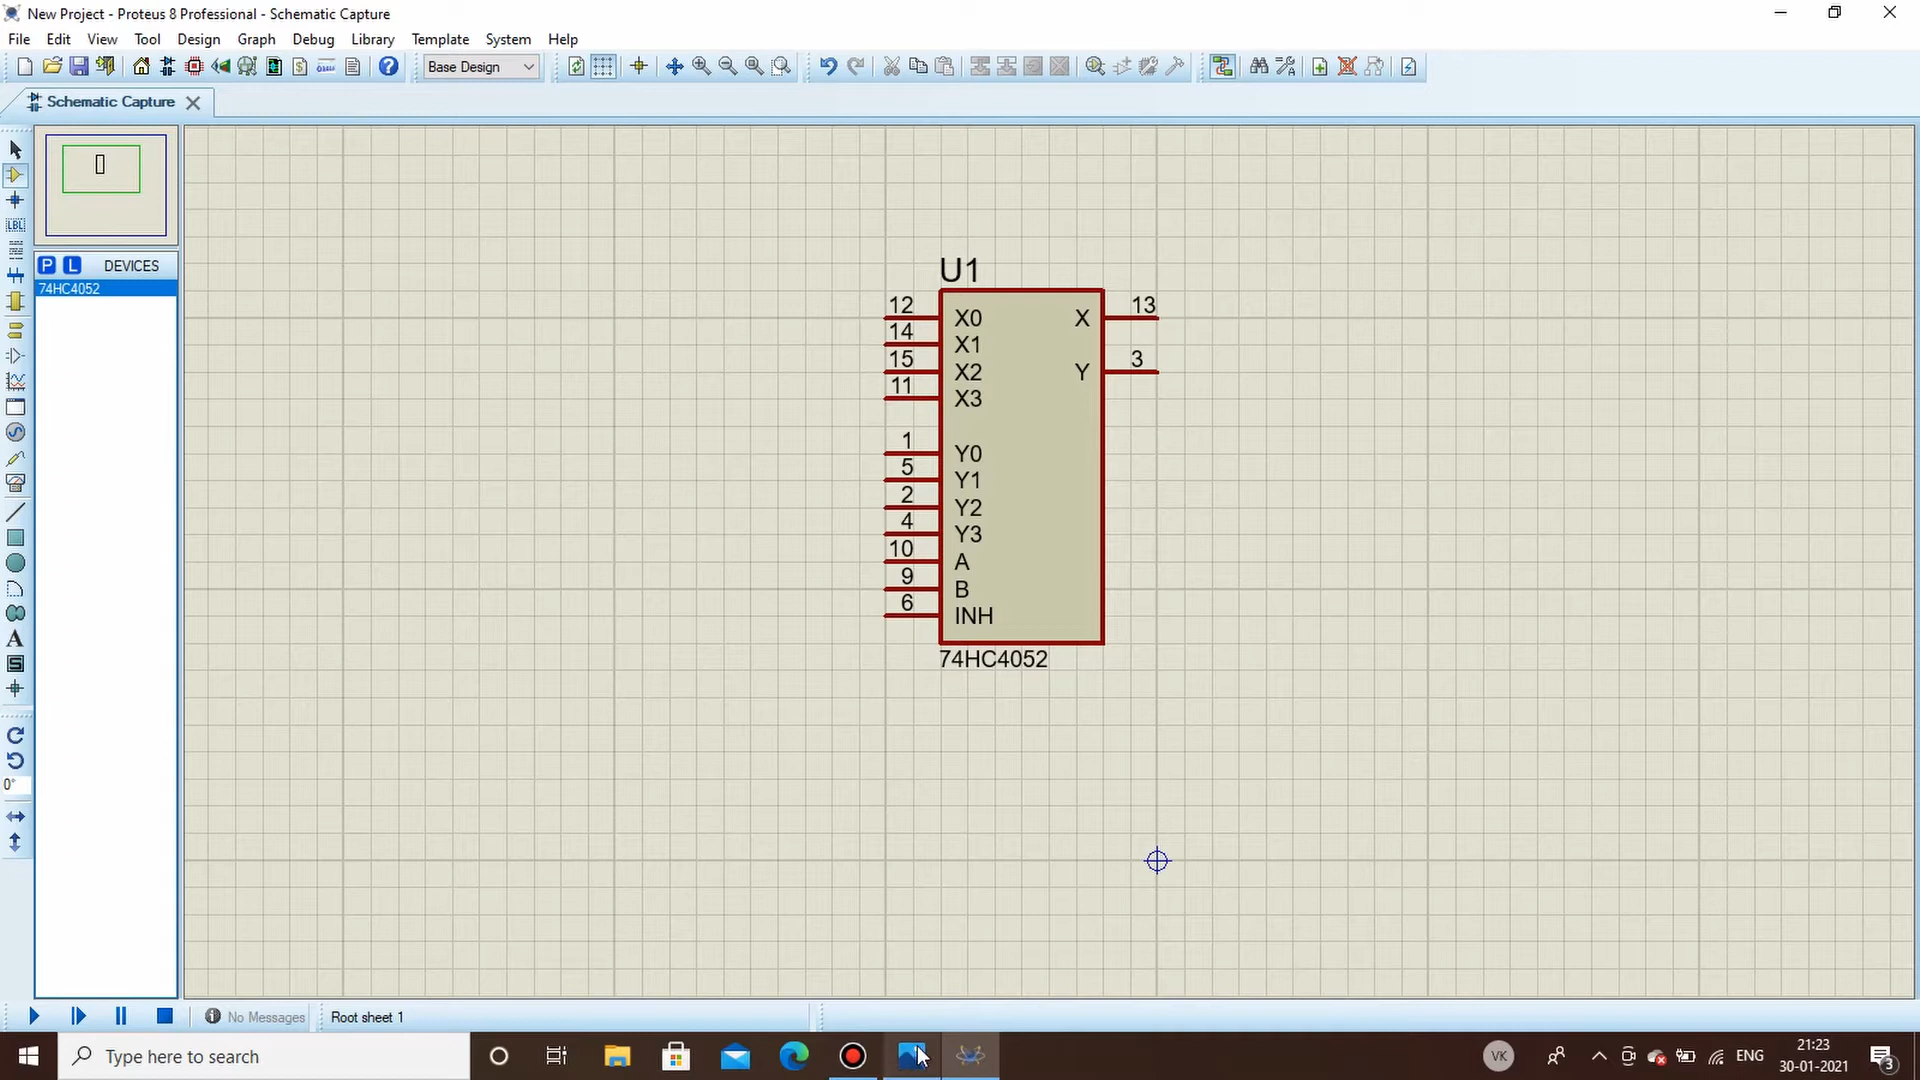 New Project - Proteus 8 Professional - Schematic Capture
File Edit View Tool Design Graph Debug Library Template System Help
Base Design
Schematic Capture
P L DEVICES
74HC4052
LBL
A
S
0°
U1
12 X0 X 13
14 X1
15 X2 Y 3
11 X3
1 Y0
5 Y1
2 Y2
4 Y3
10 A
9 B
6 INH
74HC4052
No Messages Root sheet 1
Type here to search
VK ENG 21:23
30-01-2021
3